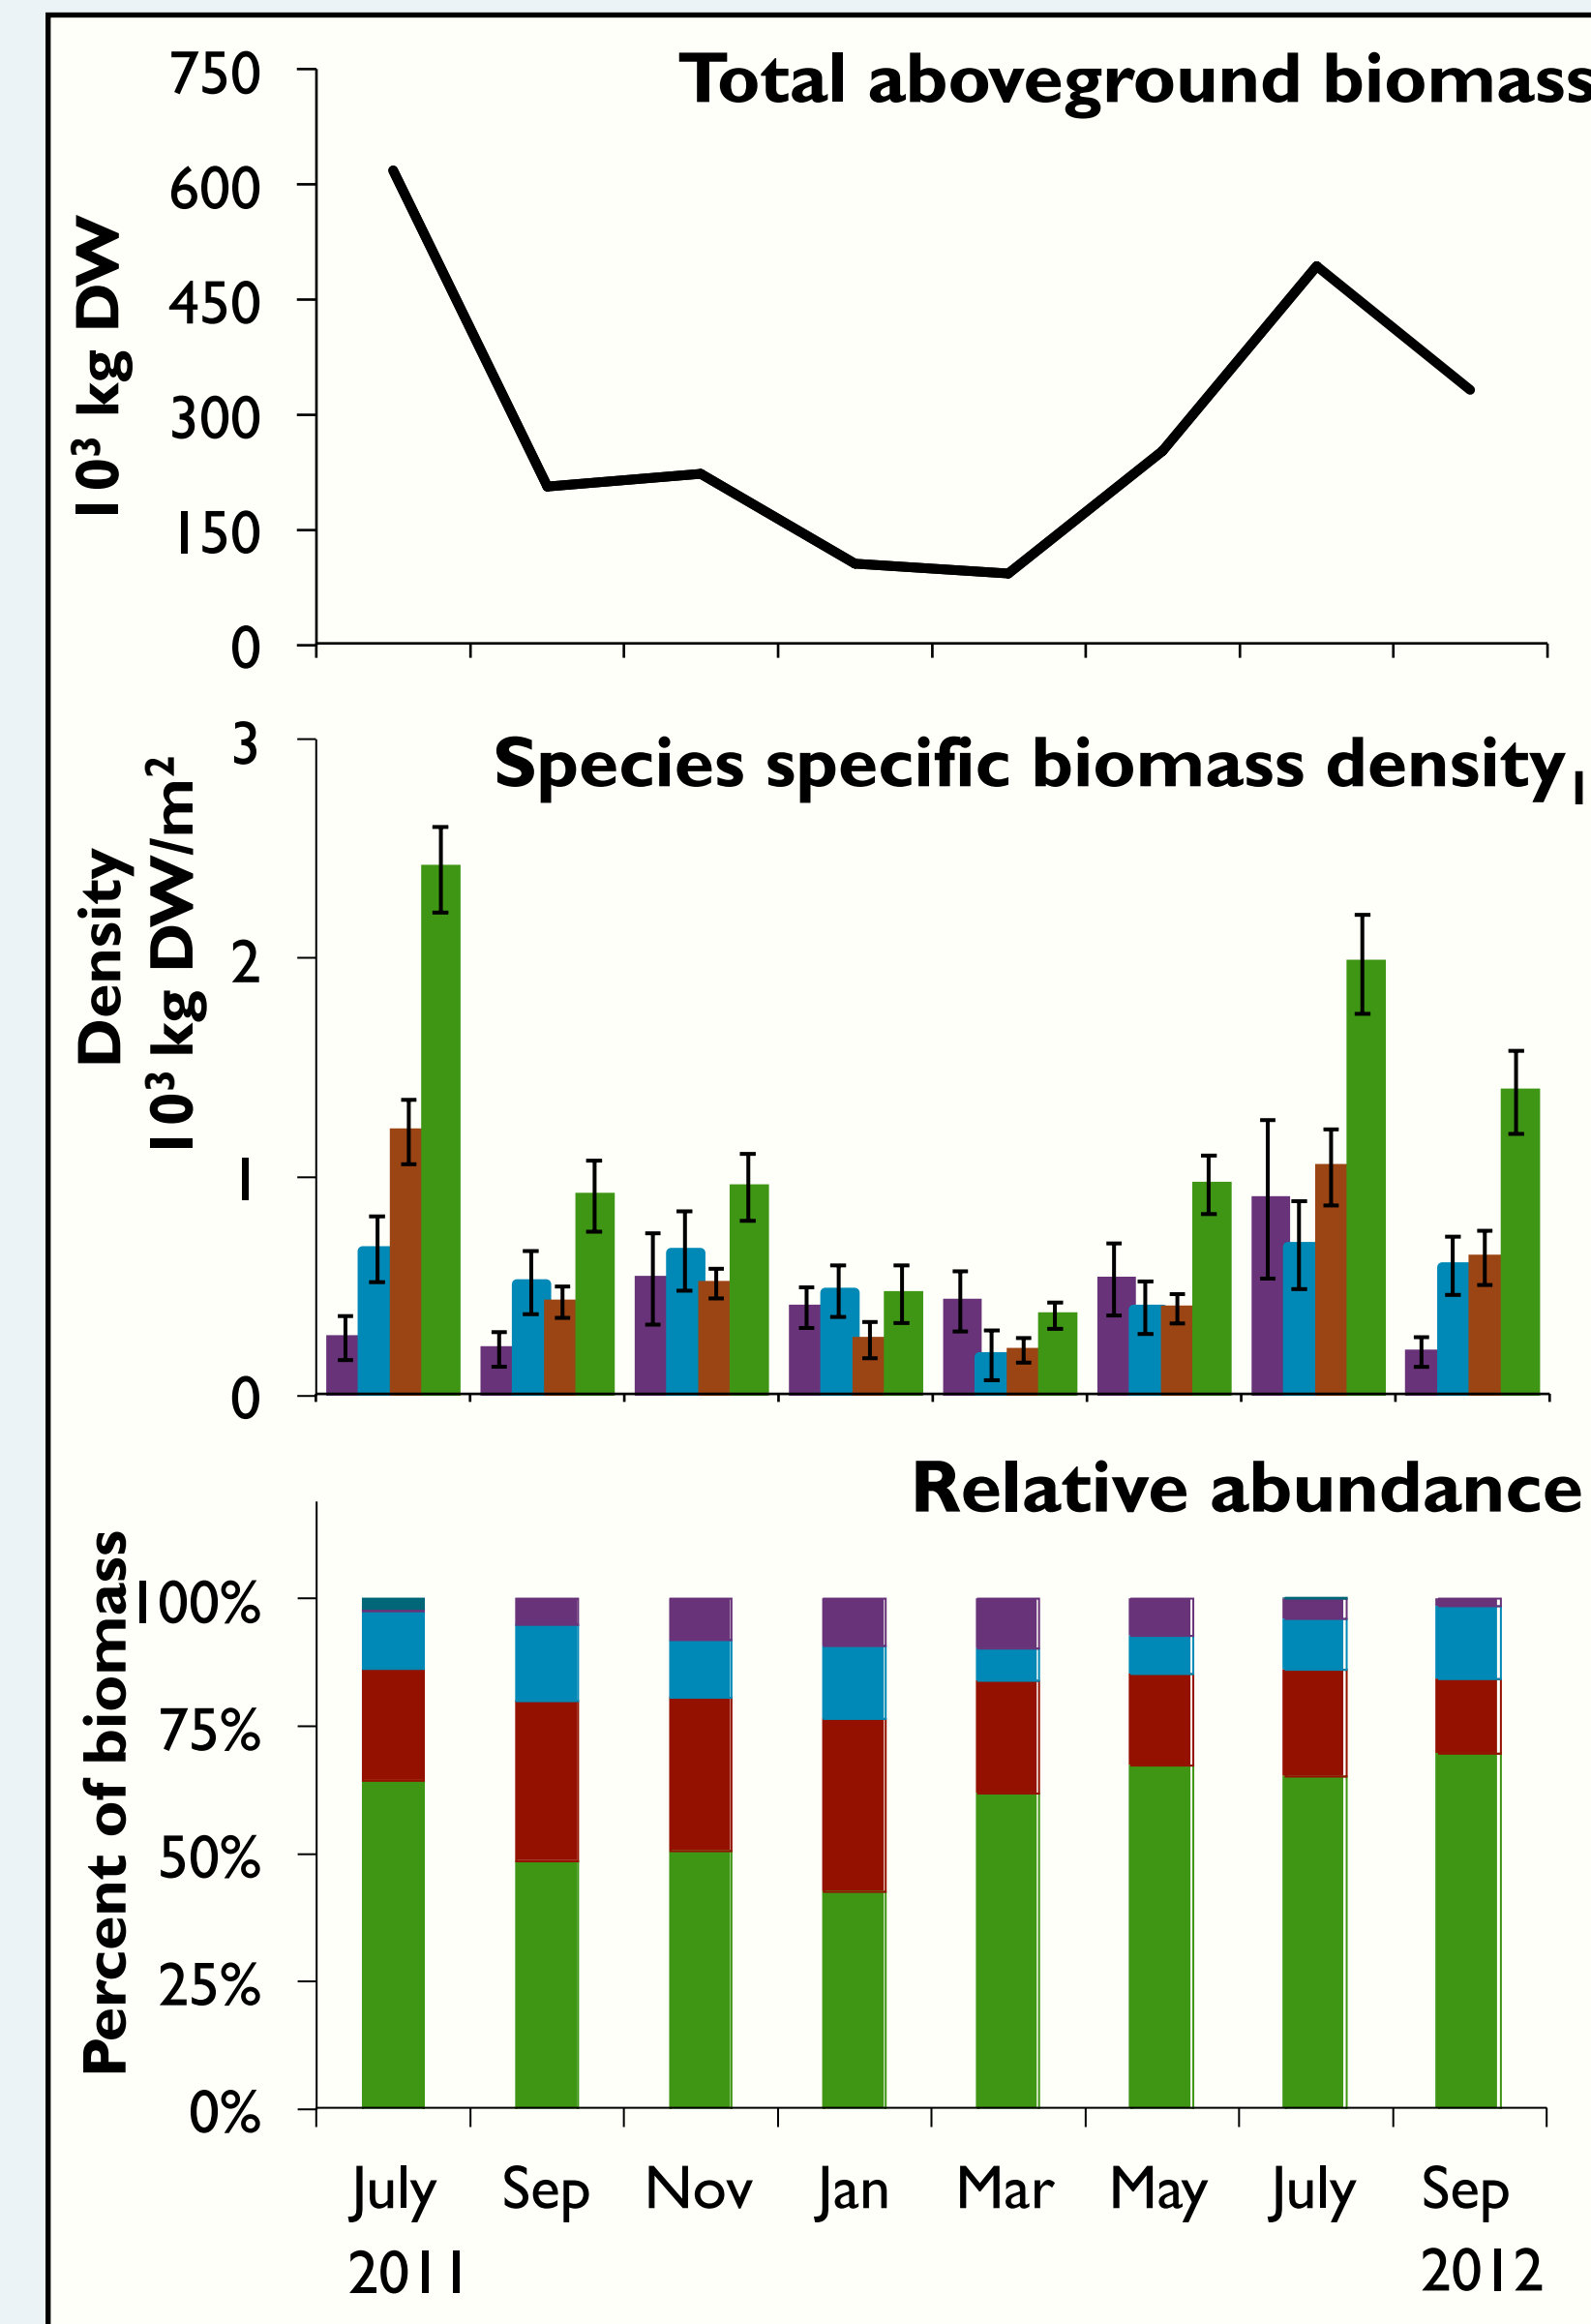 Total aboveground biomass
10³ kg DW
750
600
450
300
150
0
Species specific biomass density₁
Density
10³ kg DW/m²
3
2
1
0
Relative abundance
Percent of biomass
100%
75%
50%
25%
0%
July Sep Nov Jan Mar May July Sep
2011 2012